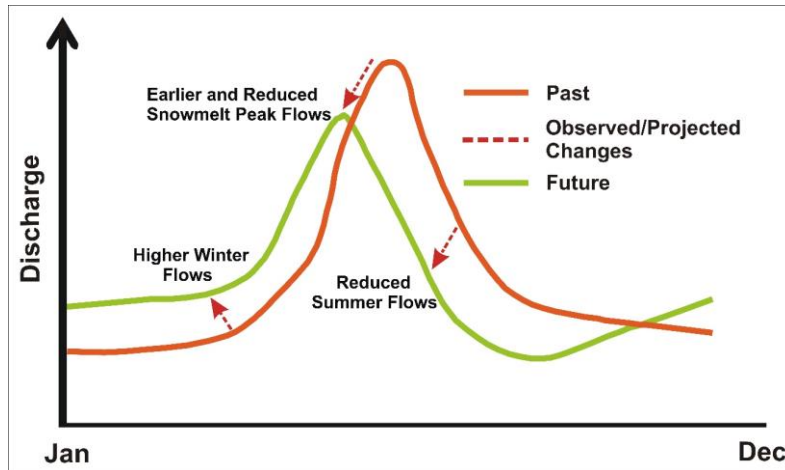 Discharge
Earlier and Reduced
Snowmelt Peak Flows
Higher Winter
Flows
Reduced
Summer Flows
Past
Observed/Projected
Changes
Future
Jan
Dec